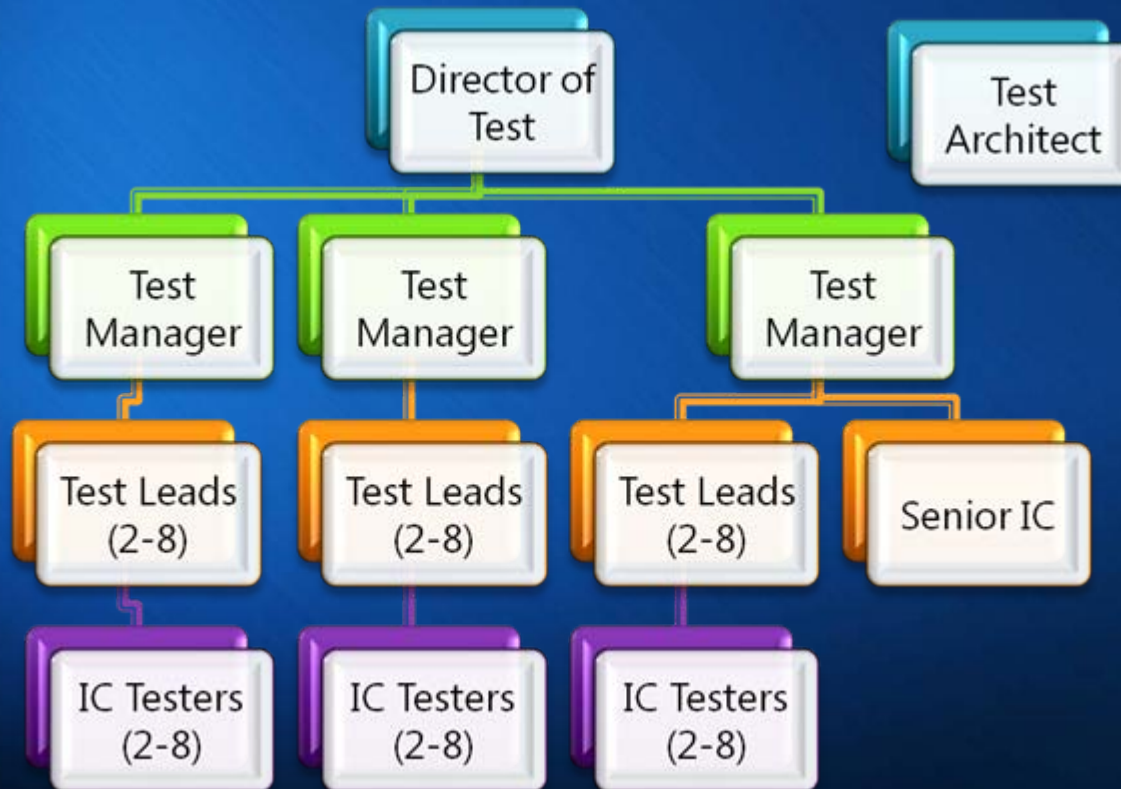 Director of
Test
Test
Architect
Test
Manager
Test
Manager
Test
Manager
Test Leads
(2-8)
Test Leads
(2-8)
Test Leads
(2-8)
Senior IC
IC Testers
(2-8)
IC Testers
(2-8)
IC Testers
(2-8)